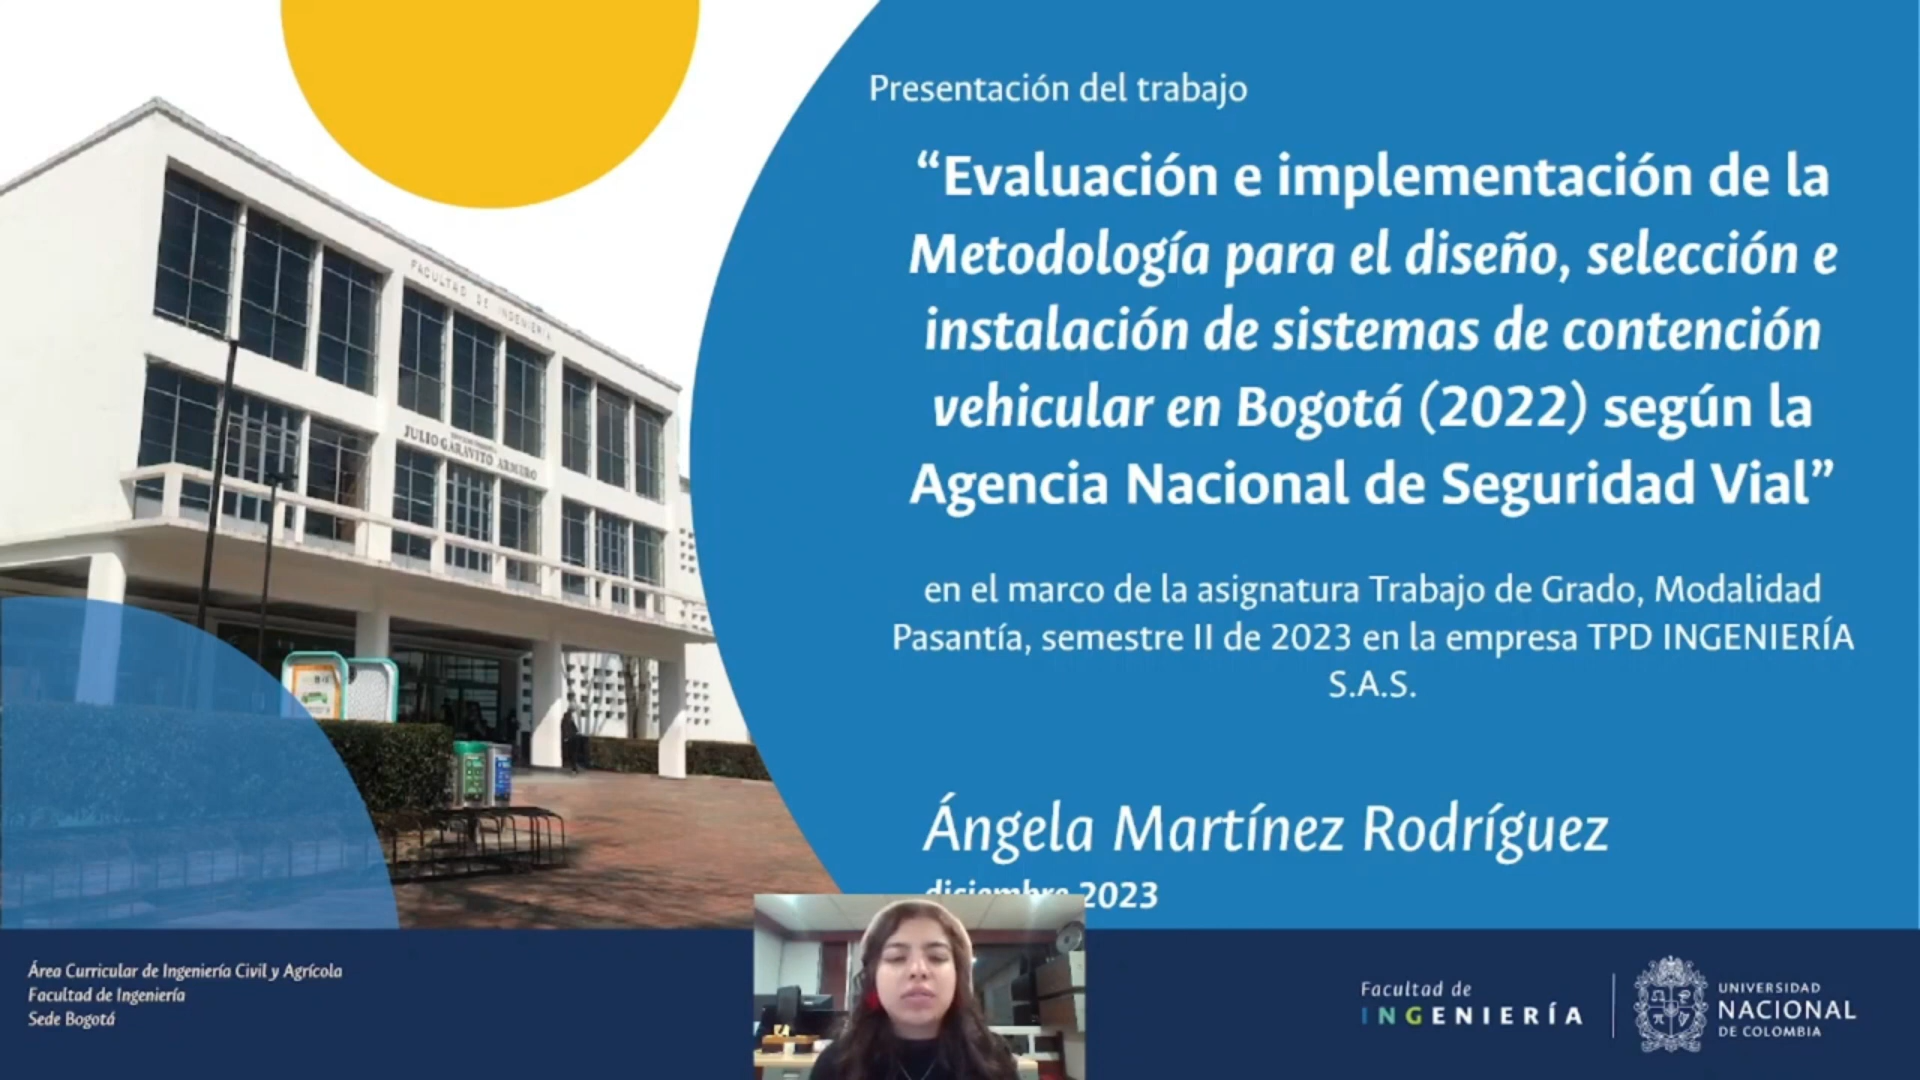 Presentación del trabajo
“Evaluación e implementación de la
Metodología para el diseño, selección e
instalación de sistemas de contención
vehicular en Bogotá (2022) según la
Agencia Nacional de Seguridad Vial”
en el marco de la asignatura Trabajo de Grado, Modalidad
Pasantía, semestre II de 2023 en la empresa TPD INGENIERÍA
S.A.S.
Ángela Martínez Rodríguez
diciembre 2023
FACULTAD DE INGENIERIA
JULIO GARAVITO ARMERO
Área Curricular de Ingeniería Civil y Agrícola
Facultad de Ingeniería
Sede Bogotá
Facultad de
INGENIERÍA
UNIVERSIDAD
NACIONAL
DE COLOMBIA